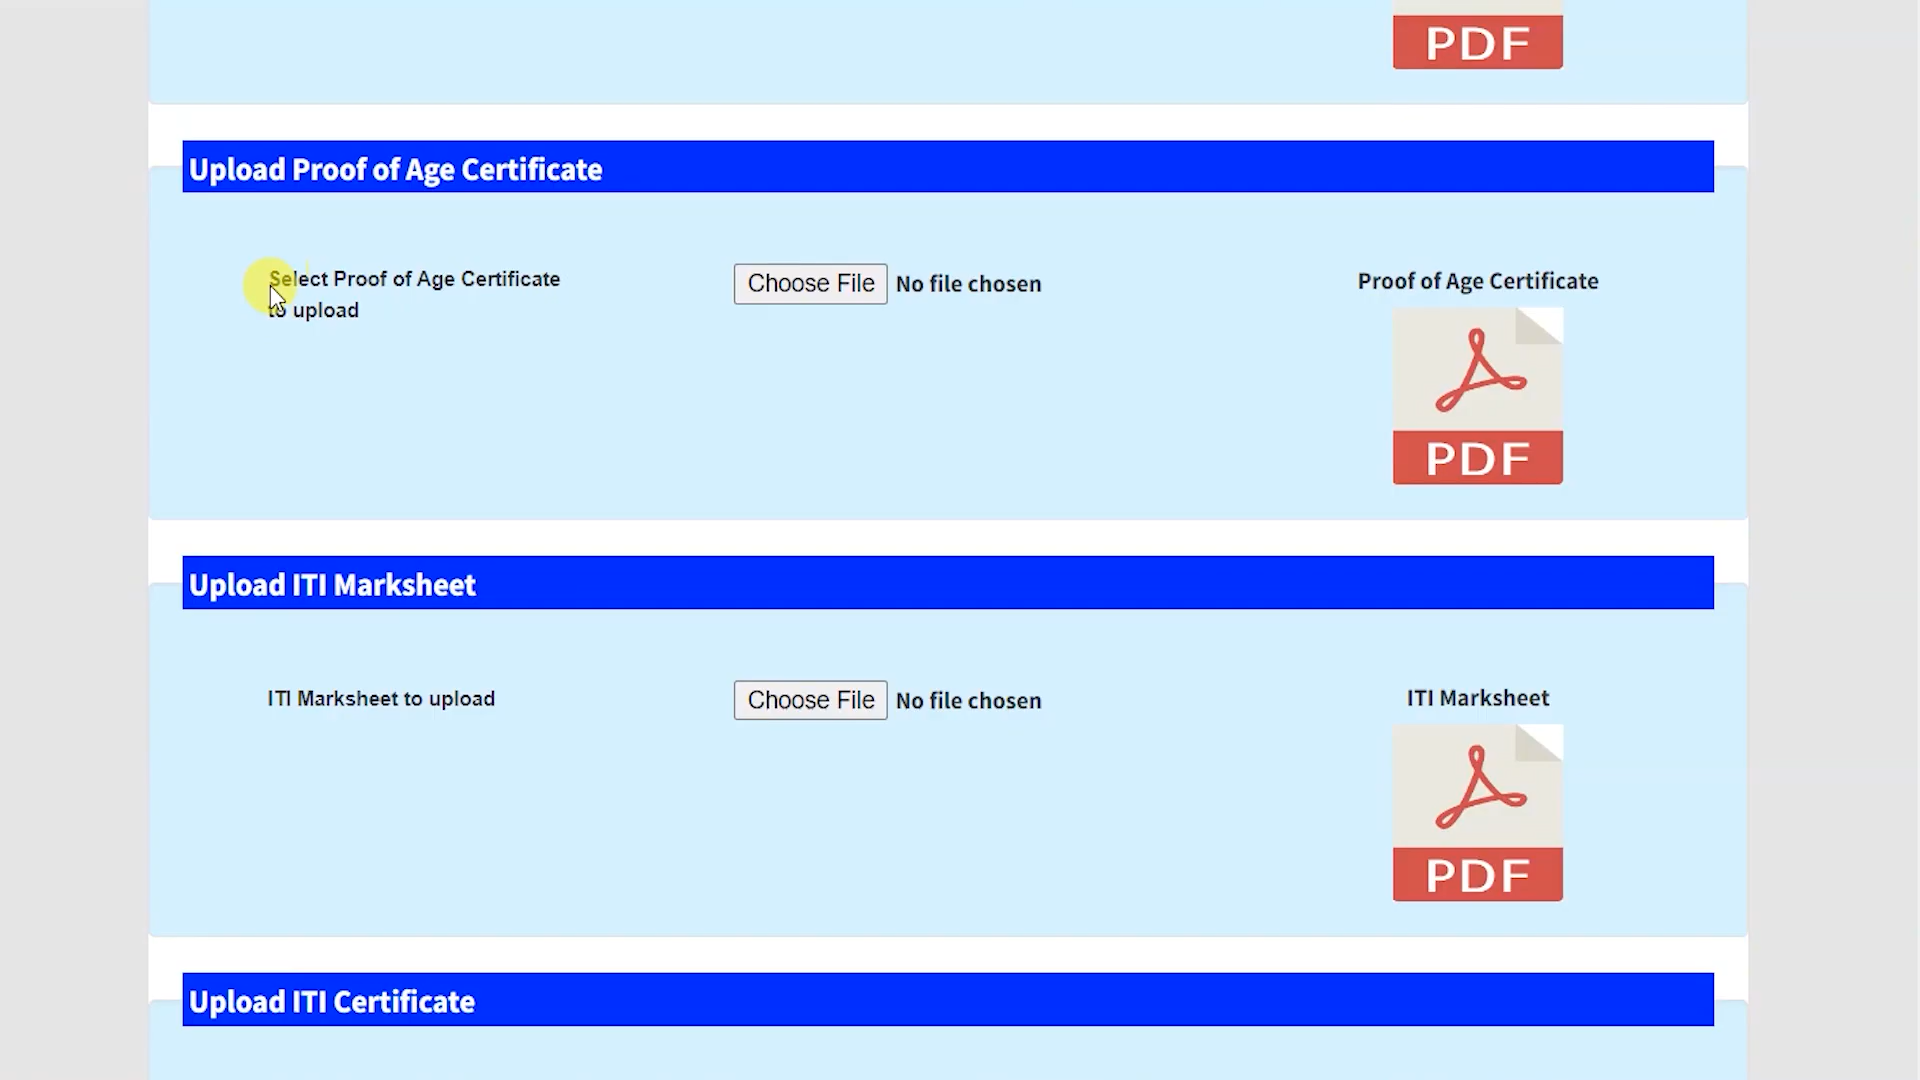 PDF
Upload Proof of Age Certificate
Select Proof of Age Certificate
to upload
Choose File No file chosen
Proof of Age Certificate
PDF
Upload ITI Marksheet
ITI Marksheet to upload
Choose File No file chosen
ITI Marksheet
PDF
Upload ITI Certificate